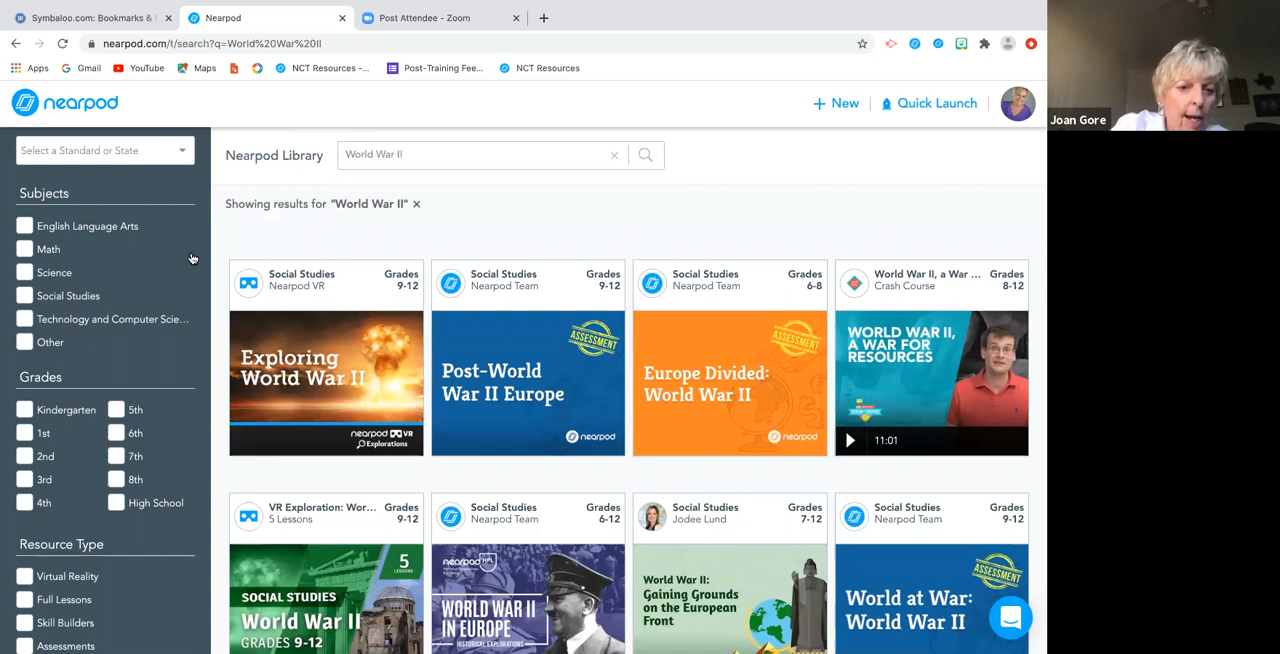 Symbaloo.com: Bookmarks &
Nearpod
Post Attendee - Zoom
nearpod.com/t/search?q=World%20War%20II
Apps
Gmail
YouTube
Maps
NCT Resources -...
Post-Training Fee...
NCT Resources
nearpod
+ New
Quick Launch
Joan Gore
Select a Standard or State
Nearpod Library
World War II
Showing results for "World War II" ×
Subjects
English Language Arts
Math
Science
Social Studies
Technology and Computer Scie...
Other
Grades
Kindergarten
5th
1st
6th
2nd
7th
3rd
8th
4th
High School
Resource Type
Virtual Reality
Full Lessons
Skill Builders
Assessments
Social Studies
Grades
Nearpod VR
9-12
Exploring
World War II
nearpod VR
Explorations
Social Studies
Grades
Nearpod Team
9-12
ASSESSMENT
Post-World
War II Europe
nearpod
Social Studies
Grades
Nearpod Team
6-8
ASSESSMENT
Europe Divided:
World War II
nearpod
World War II, a War ...
Grades
Crash Course
8-12
WORLD WAR II,
A WAR FOR
RESOURCES
11:01
VR Exploration: Wor...
Grades
5 Lessons
9-12
5
LESSONS
SOCIAL STUDIES
World War II
GRADES 9-12
Social Studies
Grades
Nearpod Team
6-12
nearpod
WORLD WAR II
IN EUROPE
HISTORICAL EXPLORATIONS
Social Studies
Grades
Jodee Lund
7-12
World War II:
Gaining Grounds
on the European
Front
Social Studies
Grades
Nearpod Team
9-12
ASSESSMENT
World at War:
World War II